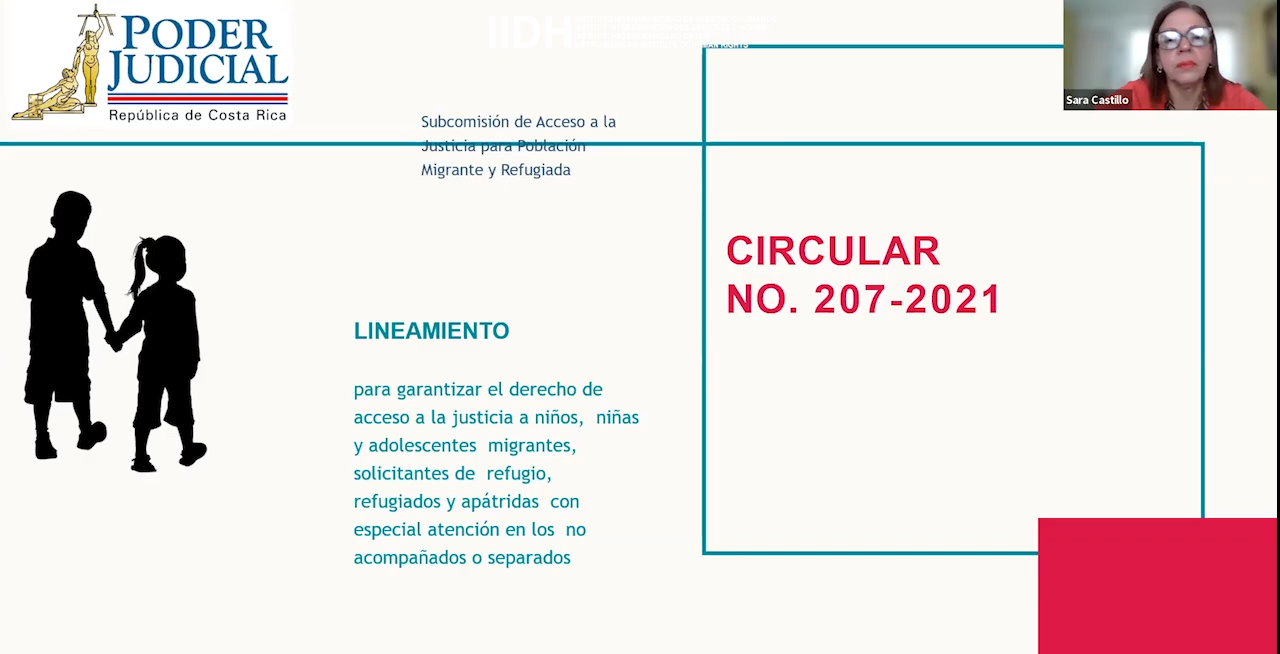 PODER
JUDICIAL
República de Costa Rica
IIDH
Sara Castillo
Subcomisión de Acceso a la
Justicia para Población
Migrante y Refugiada
CIRCULAR
NO. 207-2021
LINEAMIENTO
para garantizar el derecho de
acceso a la justicia a niños, niñas
y adolescentes migrantes,
solicitantes de refugio,
refugiados y apátridas con
especial atención en los no
acompañados o separados